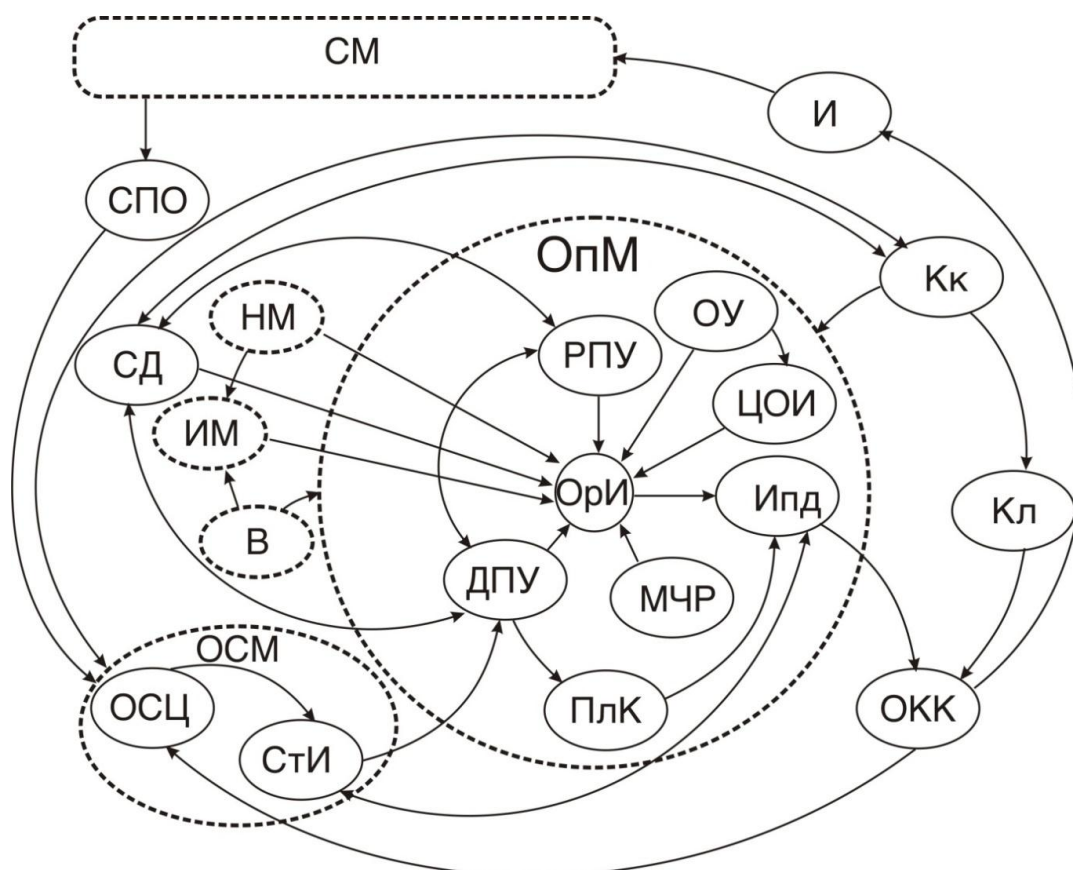 СМ
И
СПО
ОпМ
Кк
НМ
ОУ
РПУ
СД
ЦОИ
ИМ
ОрИ
Ипд
Кл
В
ДПУ
МЧР
ОСМ
ОСЦ
ПлК
ОКК
СтИ